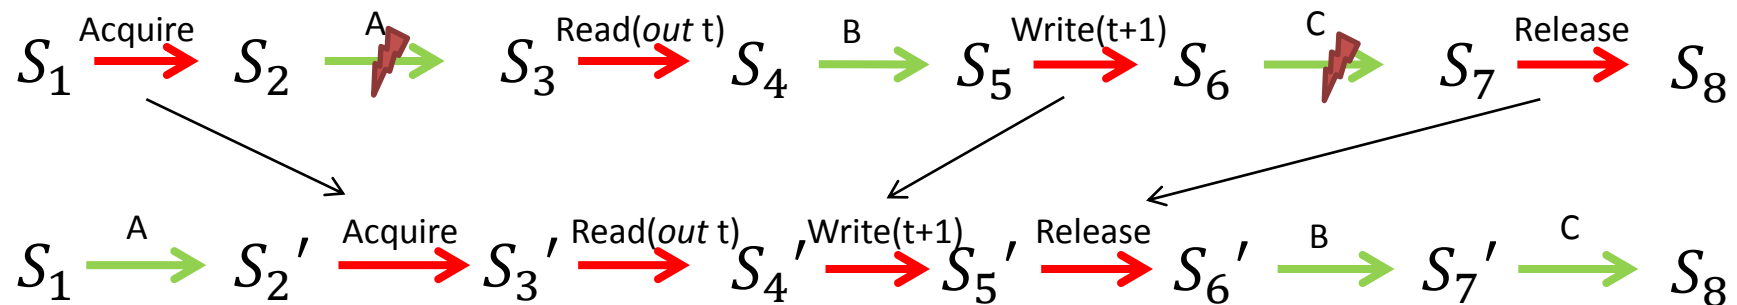 S₁ Acquire S₂ A S₃ Read(out t) S₄ B S₅ Write(t+1) S₆ C S₇ Release S₈
S₁ A S₂′ Acquire S₃′ Read(out t) S₄′ Write(t+1) S₅′ Release S₆′ B S₇′ C S₈